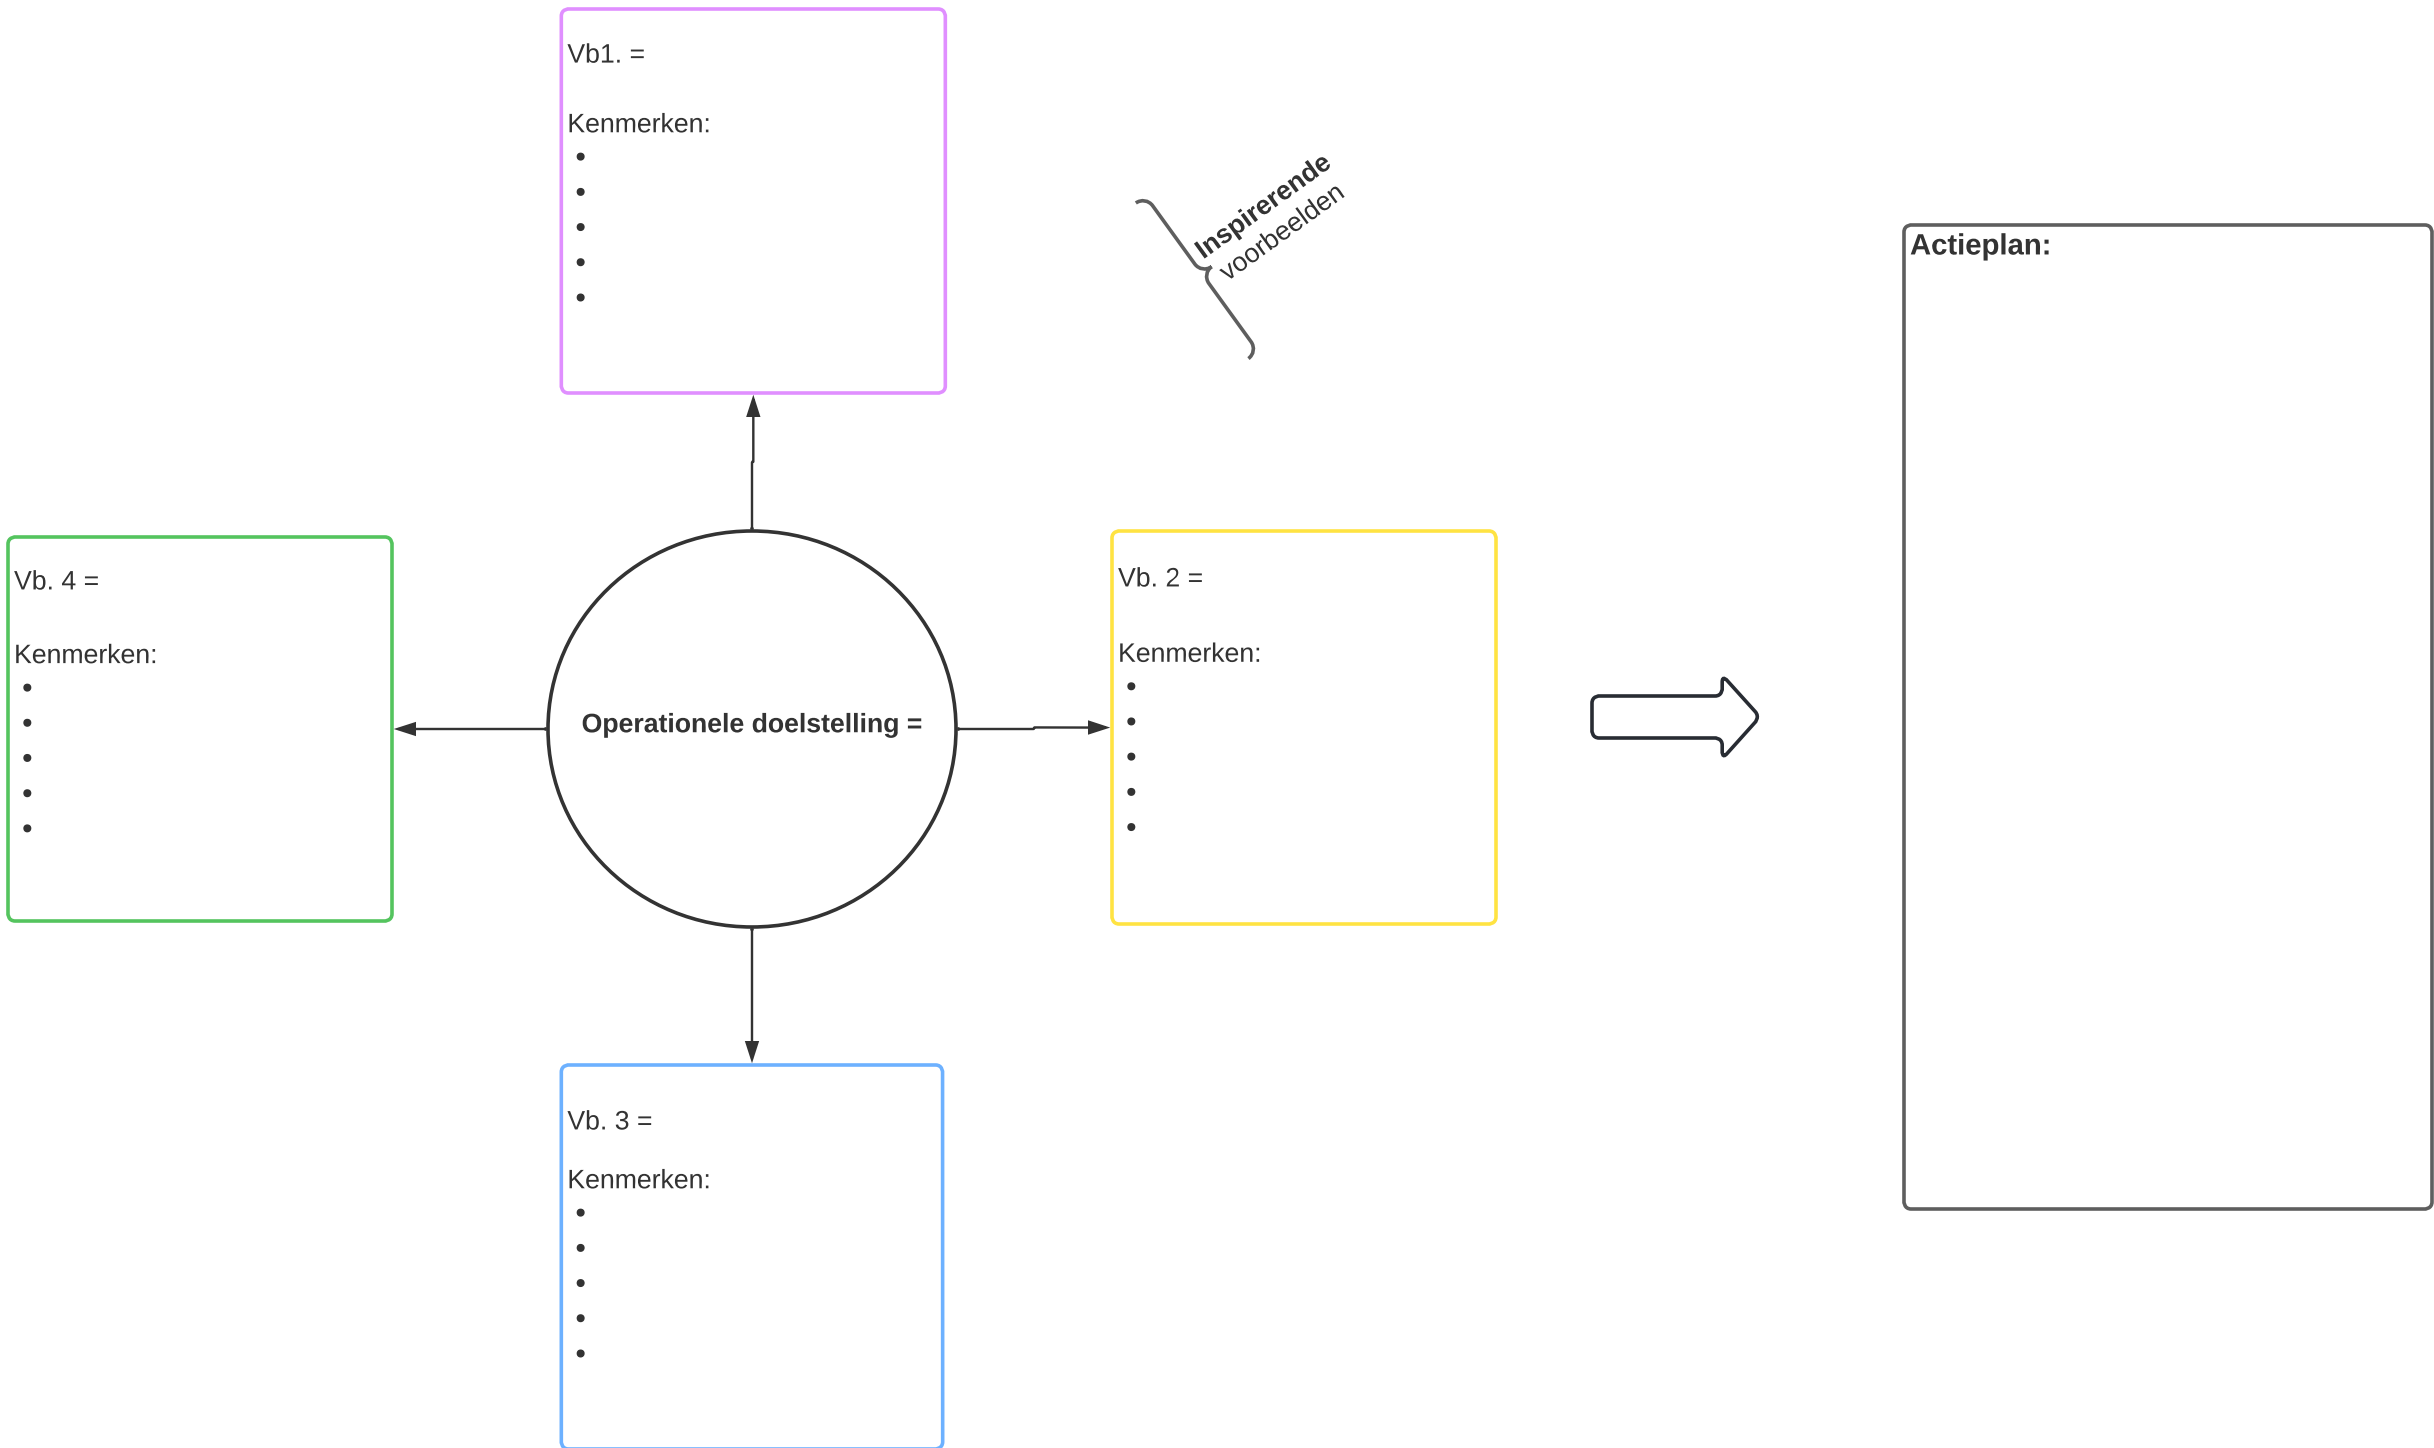 Vb1. =
Kenmerken:
•
•
•
•
•
Inspirerende
voorbeelden
Actieplan:
Vb. 4 =
Kenmerken:
•
•
•
•
•
Operationele doelstelling =
Vb. 2 =
Kenmerken:
•
•
•
•
•
Vb. 3 =
Kenmerken:
•
•
•
•
•